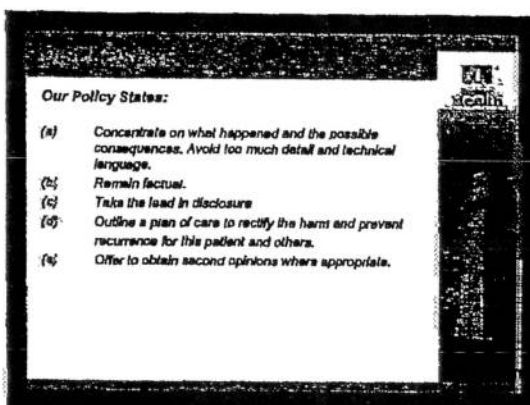 Health
Our Policy States:
(a) Concentrate on what happened and the possible
consequences. Avoid too much detail and technical
language.
(b) Remain factual.
(c) Take the lead in disclosure
(d) Outline a plan of care to rectify the harm and prevent
recurrence for this patient and others.
(e) Offer to obtain second opinions where appropriate.